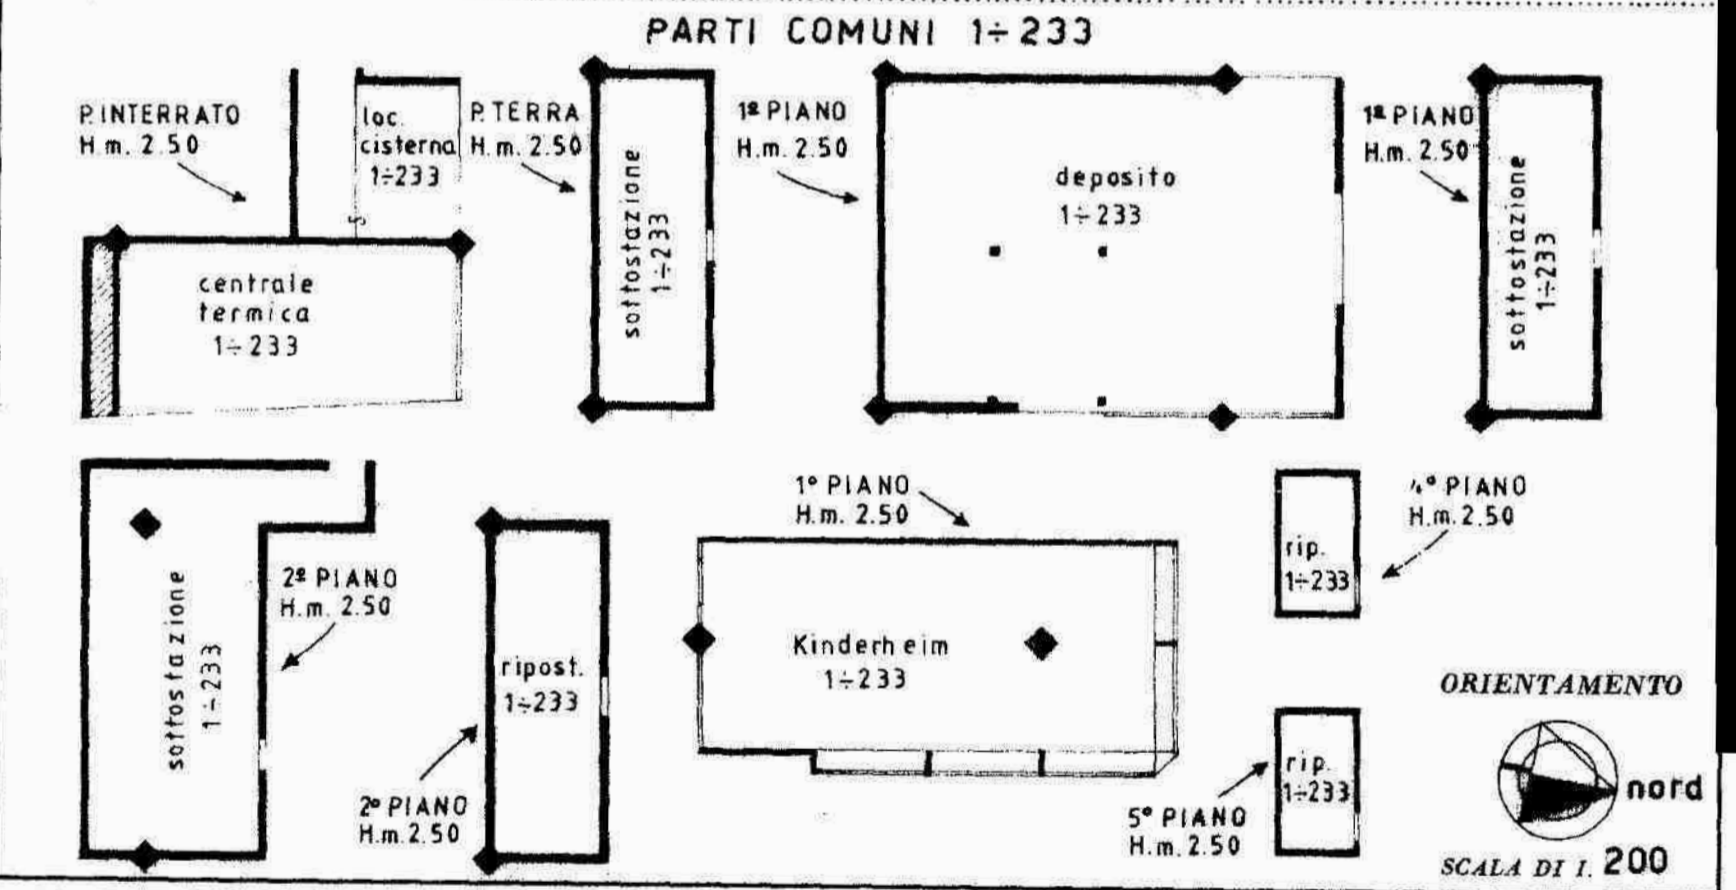 PARTI COMUNI 1÷233
P. INTERRATO
H.m. 2.50
loc.
cisterna
1÷233
centrale
termica
1÷233
P. TERRA
H.m. 2.50
sottostazione
1÷233
1º PIANO
H.m. 2.50
deposito
1÷233
1º PIANO
H.m. 2.50
sottostazione
1÷233
sottostazione
1÷233
2º PIANO
H.m. 2.50
ripost.
1÷233
2º PIANO
H.m. 2.50
1º PIANO
H.m. 2.50
Kinderheim
1÷233
rip.
1÷233
4º PIANO
H.m. 2.50
rip.
1÷233
5º PIANO
H.m. 2.50
ORIENTAMENTO
nord
SCALA DI 1. 200